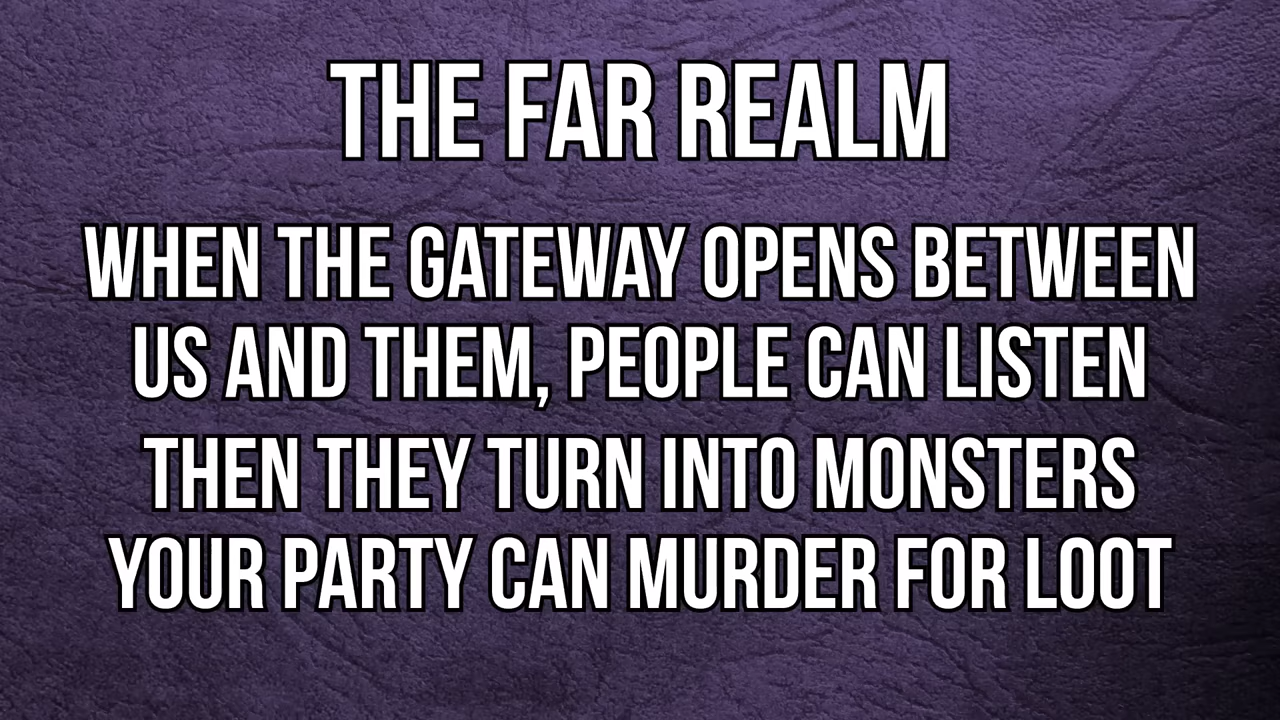 THE FAR REALM
WHEN THE GATEWAY OPENS BETWEEN
US AND THEM, PEOPLE CAN LISTEN
THEN THEY TURN INTO MONSTERS
YOUR PARTY CAN MURDER FOR LOOT